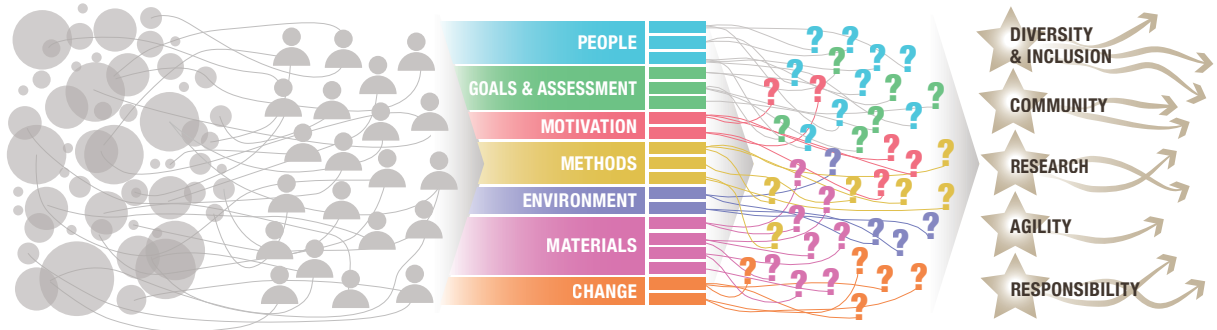 PEOPLE
GOALS & ASSESSMENT
MOTIVATION
METHODS
ENVIRONMENT
MATERIALS
CHANGE
? ? ? ? ? ? ? ? ? ? ? ? ? ? ? ? ? ? ? ? ? ? ? ? ? ? ? ? ? ? ? ? ? ? ? ? ? ? ? ?
DIVERSITY
& INCLUSION
COMMUNITY
RESEARCH
AGILITY
RESPONSIBILITY